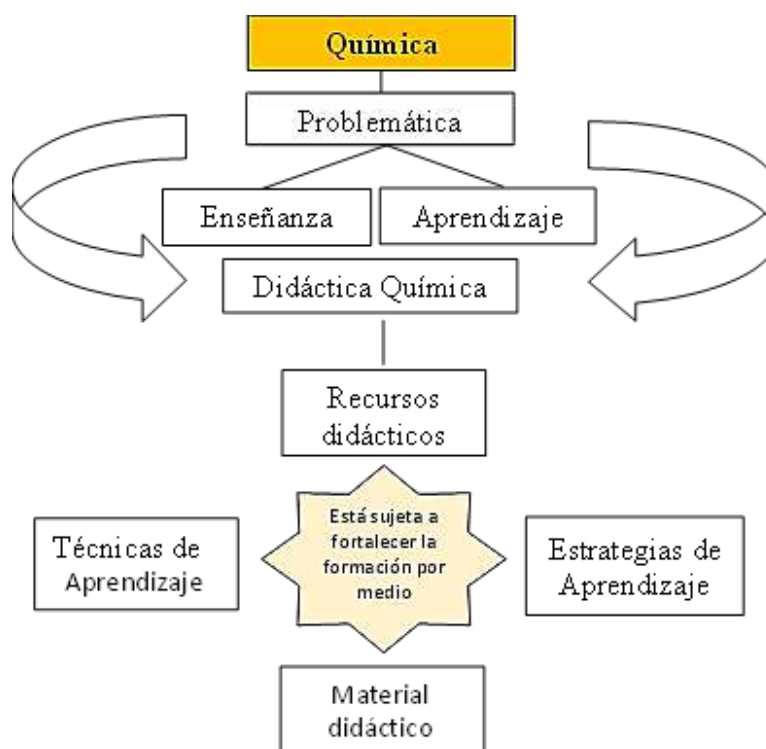 Química
Problemática
Enseñanza
Aprendizaje
Didáctica Química
Recursos
didácticos
Técnicas de
Aprendizaje
Está sujeta a
fortalecer la
formación por
medio
Estrategias de
Aprendizaje
Material
didáctico